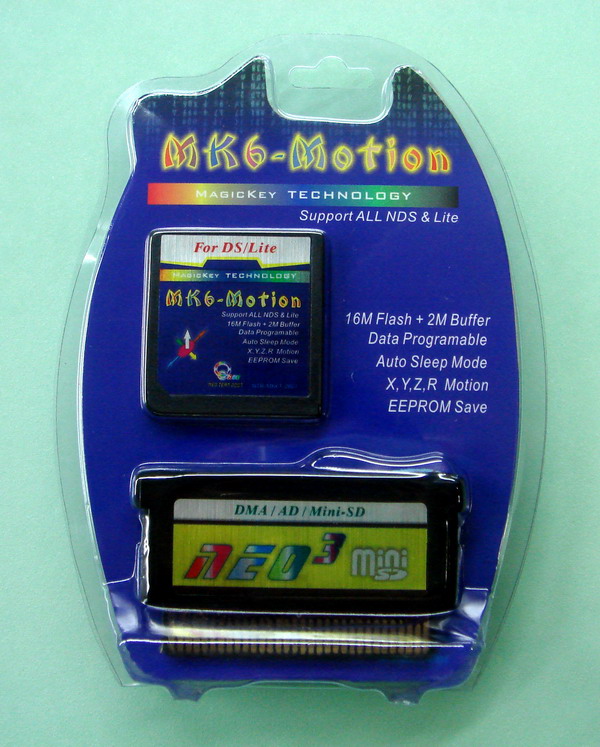 MK6-Motion
MAGICKEY TECHNOLOGY
Support ALL NDS & Lite
For DS/Lite
MAGICKEY TECHNOLOGY
MK6-Motion
Support ALL NDS & Lite
16M Flash + 2M Buffer
Data Programable
Auto Sleep Mode
X,Y,Z,R Motion
EEPROM Save
16M Flash + 2M Buffer
Data Programable
Auto Sleep Mode
X,Y,Z,R Motion
EEPROM Save
DMA / AD / Mini-SD
NEO3 mini SD